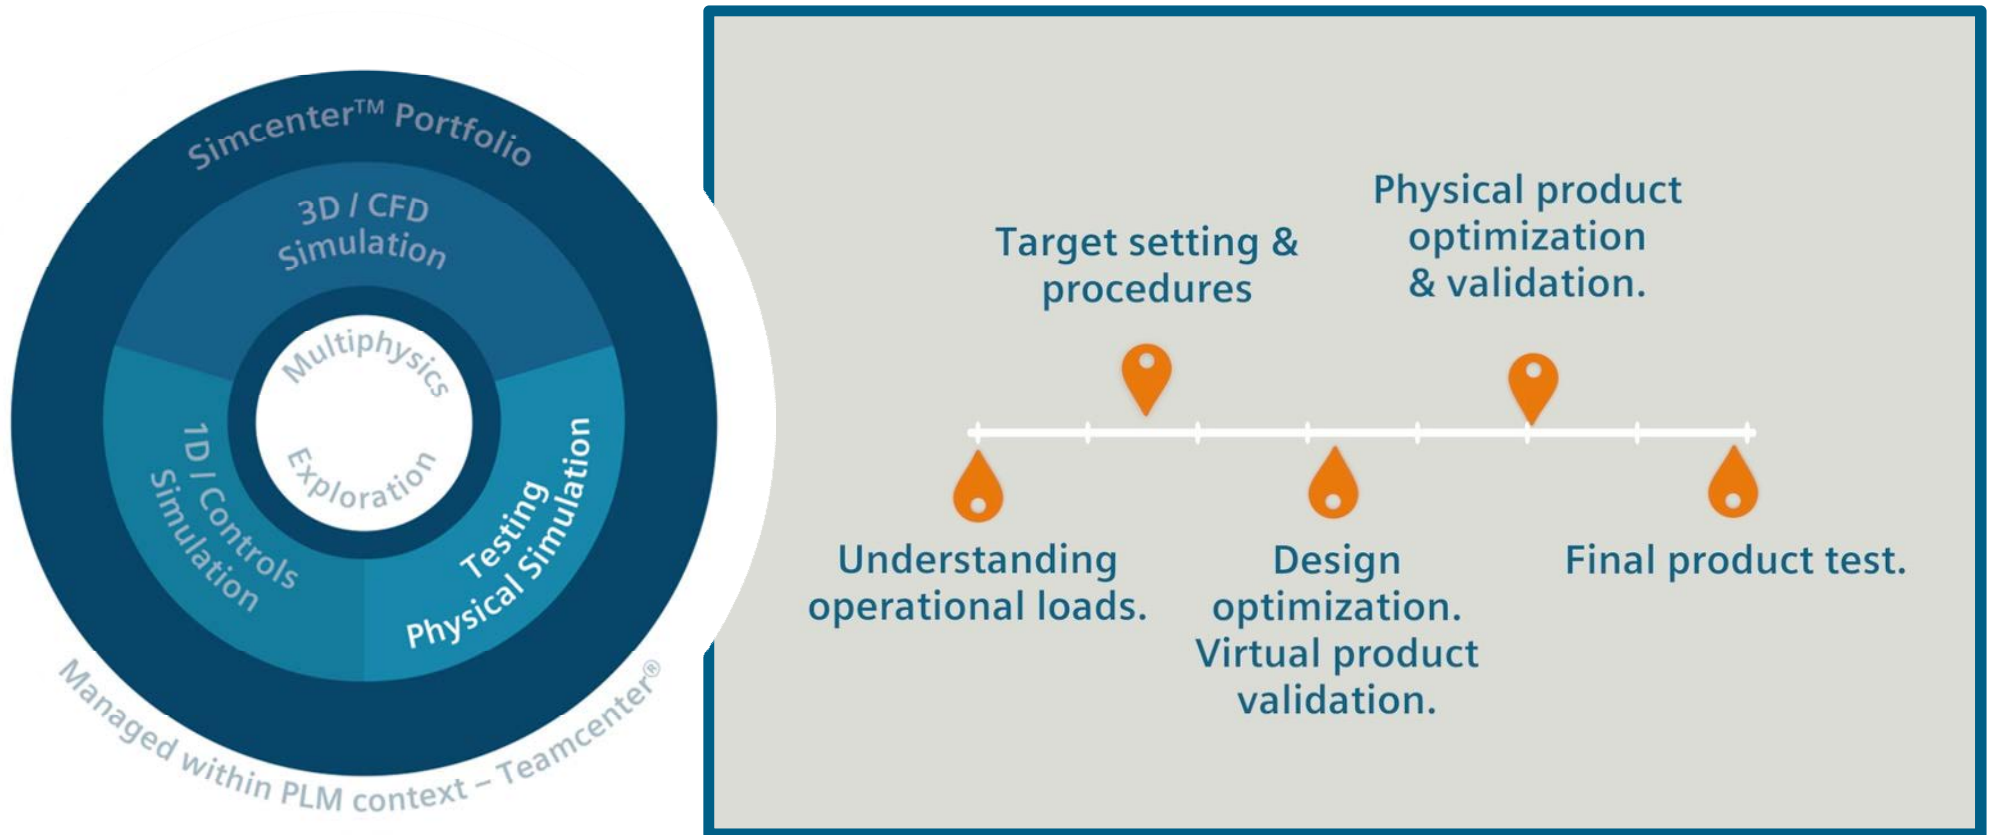 Simcenter™ Portfolio
3D / CFD
Simulation
Multiphysics
Exploration
1D / Controls
Simulation
Testing
Physical Simulation
Managed within PLM context – Teamcenter®
Target setting &
procedures
Physical product
optimization
& validation.
Understanding
operational loads.
Design
optimization.
Virtual product
validation.
Final product test.